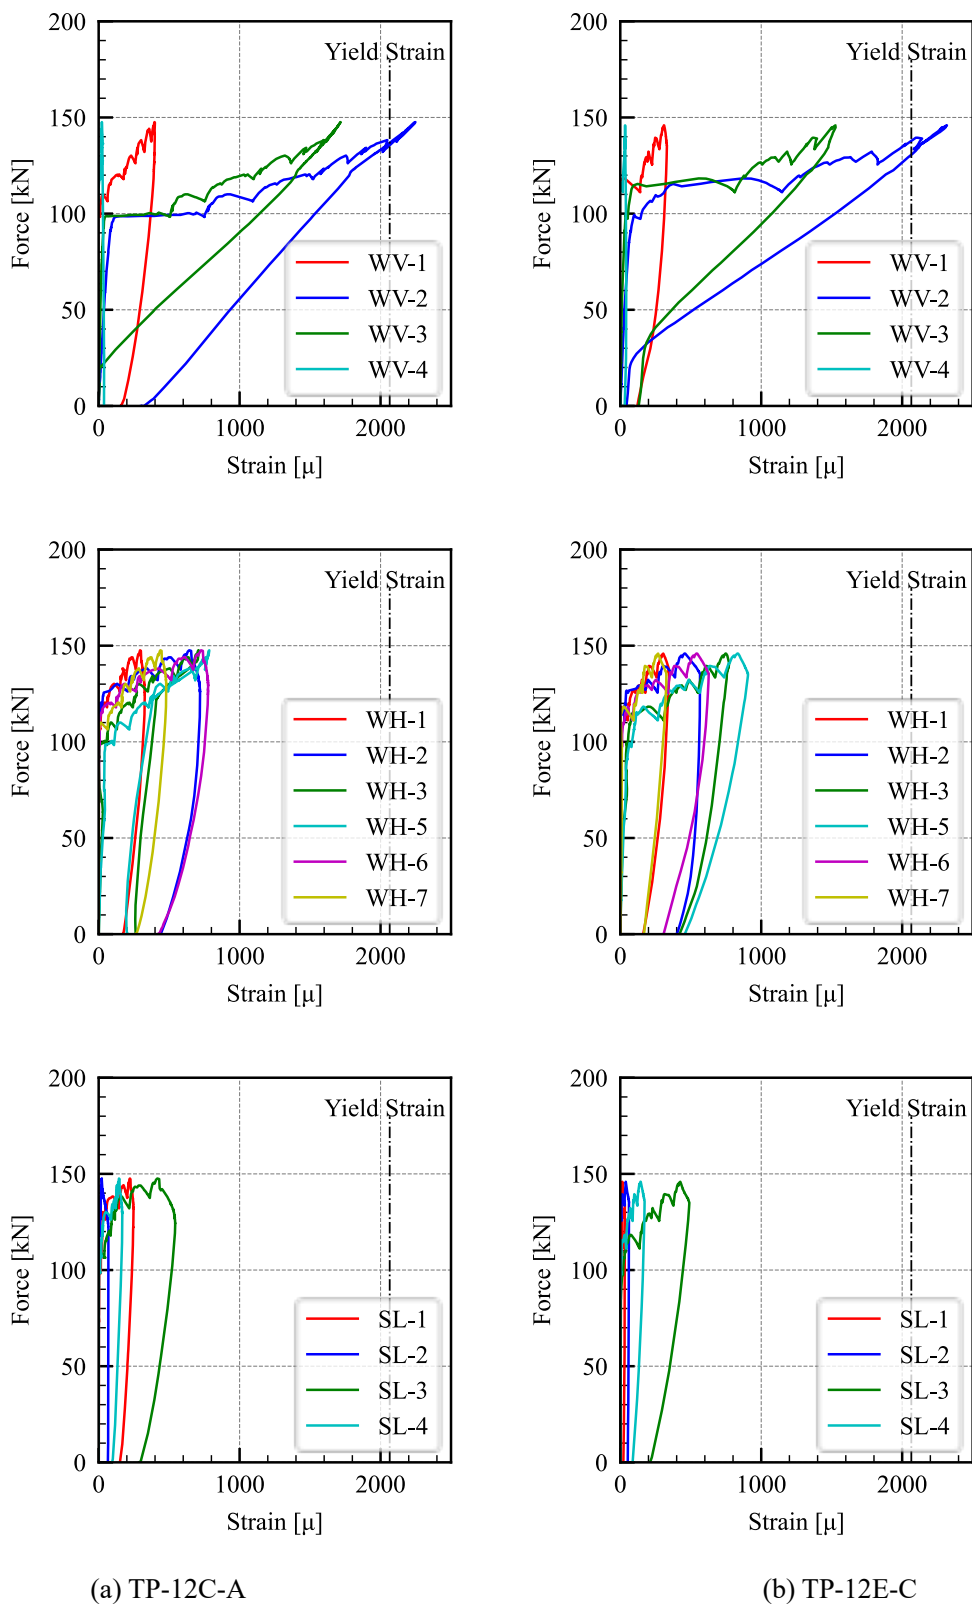 200
150
100
50
0
Force [kN]
Yield Strain
WV-1
WV-2
WV-3
WV-4
0 1000 2000
Strain [μ]
200
150
100
50
0
Force [kN]
Yield Strain
WV-1
WV-2
WV-3
WV-4
0 1000 2000
Strain [μ]
200
150
100
50
0
Force [kN]
Yield Strain
WH-1
WH-2
WH-3
WH-5
WH-6
WH-7
0 1000 2000
Strain [μ]
200
150
100
50
0
Force [kN]
Yield Strain
WH-1
WH-2
WH-3
WH-5
WH-6
WH-7
0 1000 2000
Strain [μ]
200
150
100
50
0
Force [kN]
Yield Strain
SL-1
SL-2
SL-3
SL-4
0 1000 2000
Strain [μ]
200
150
100
50
0
Force [kN]
Yield Strain
SL-1
SL-2
SL-3
SL-4
0 1000 2000
Strain [μ]
(a) TP-12C-A
(b) TP-12E-C